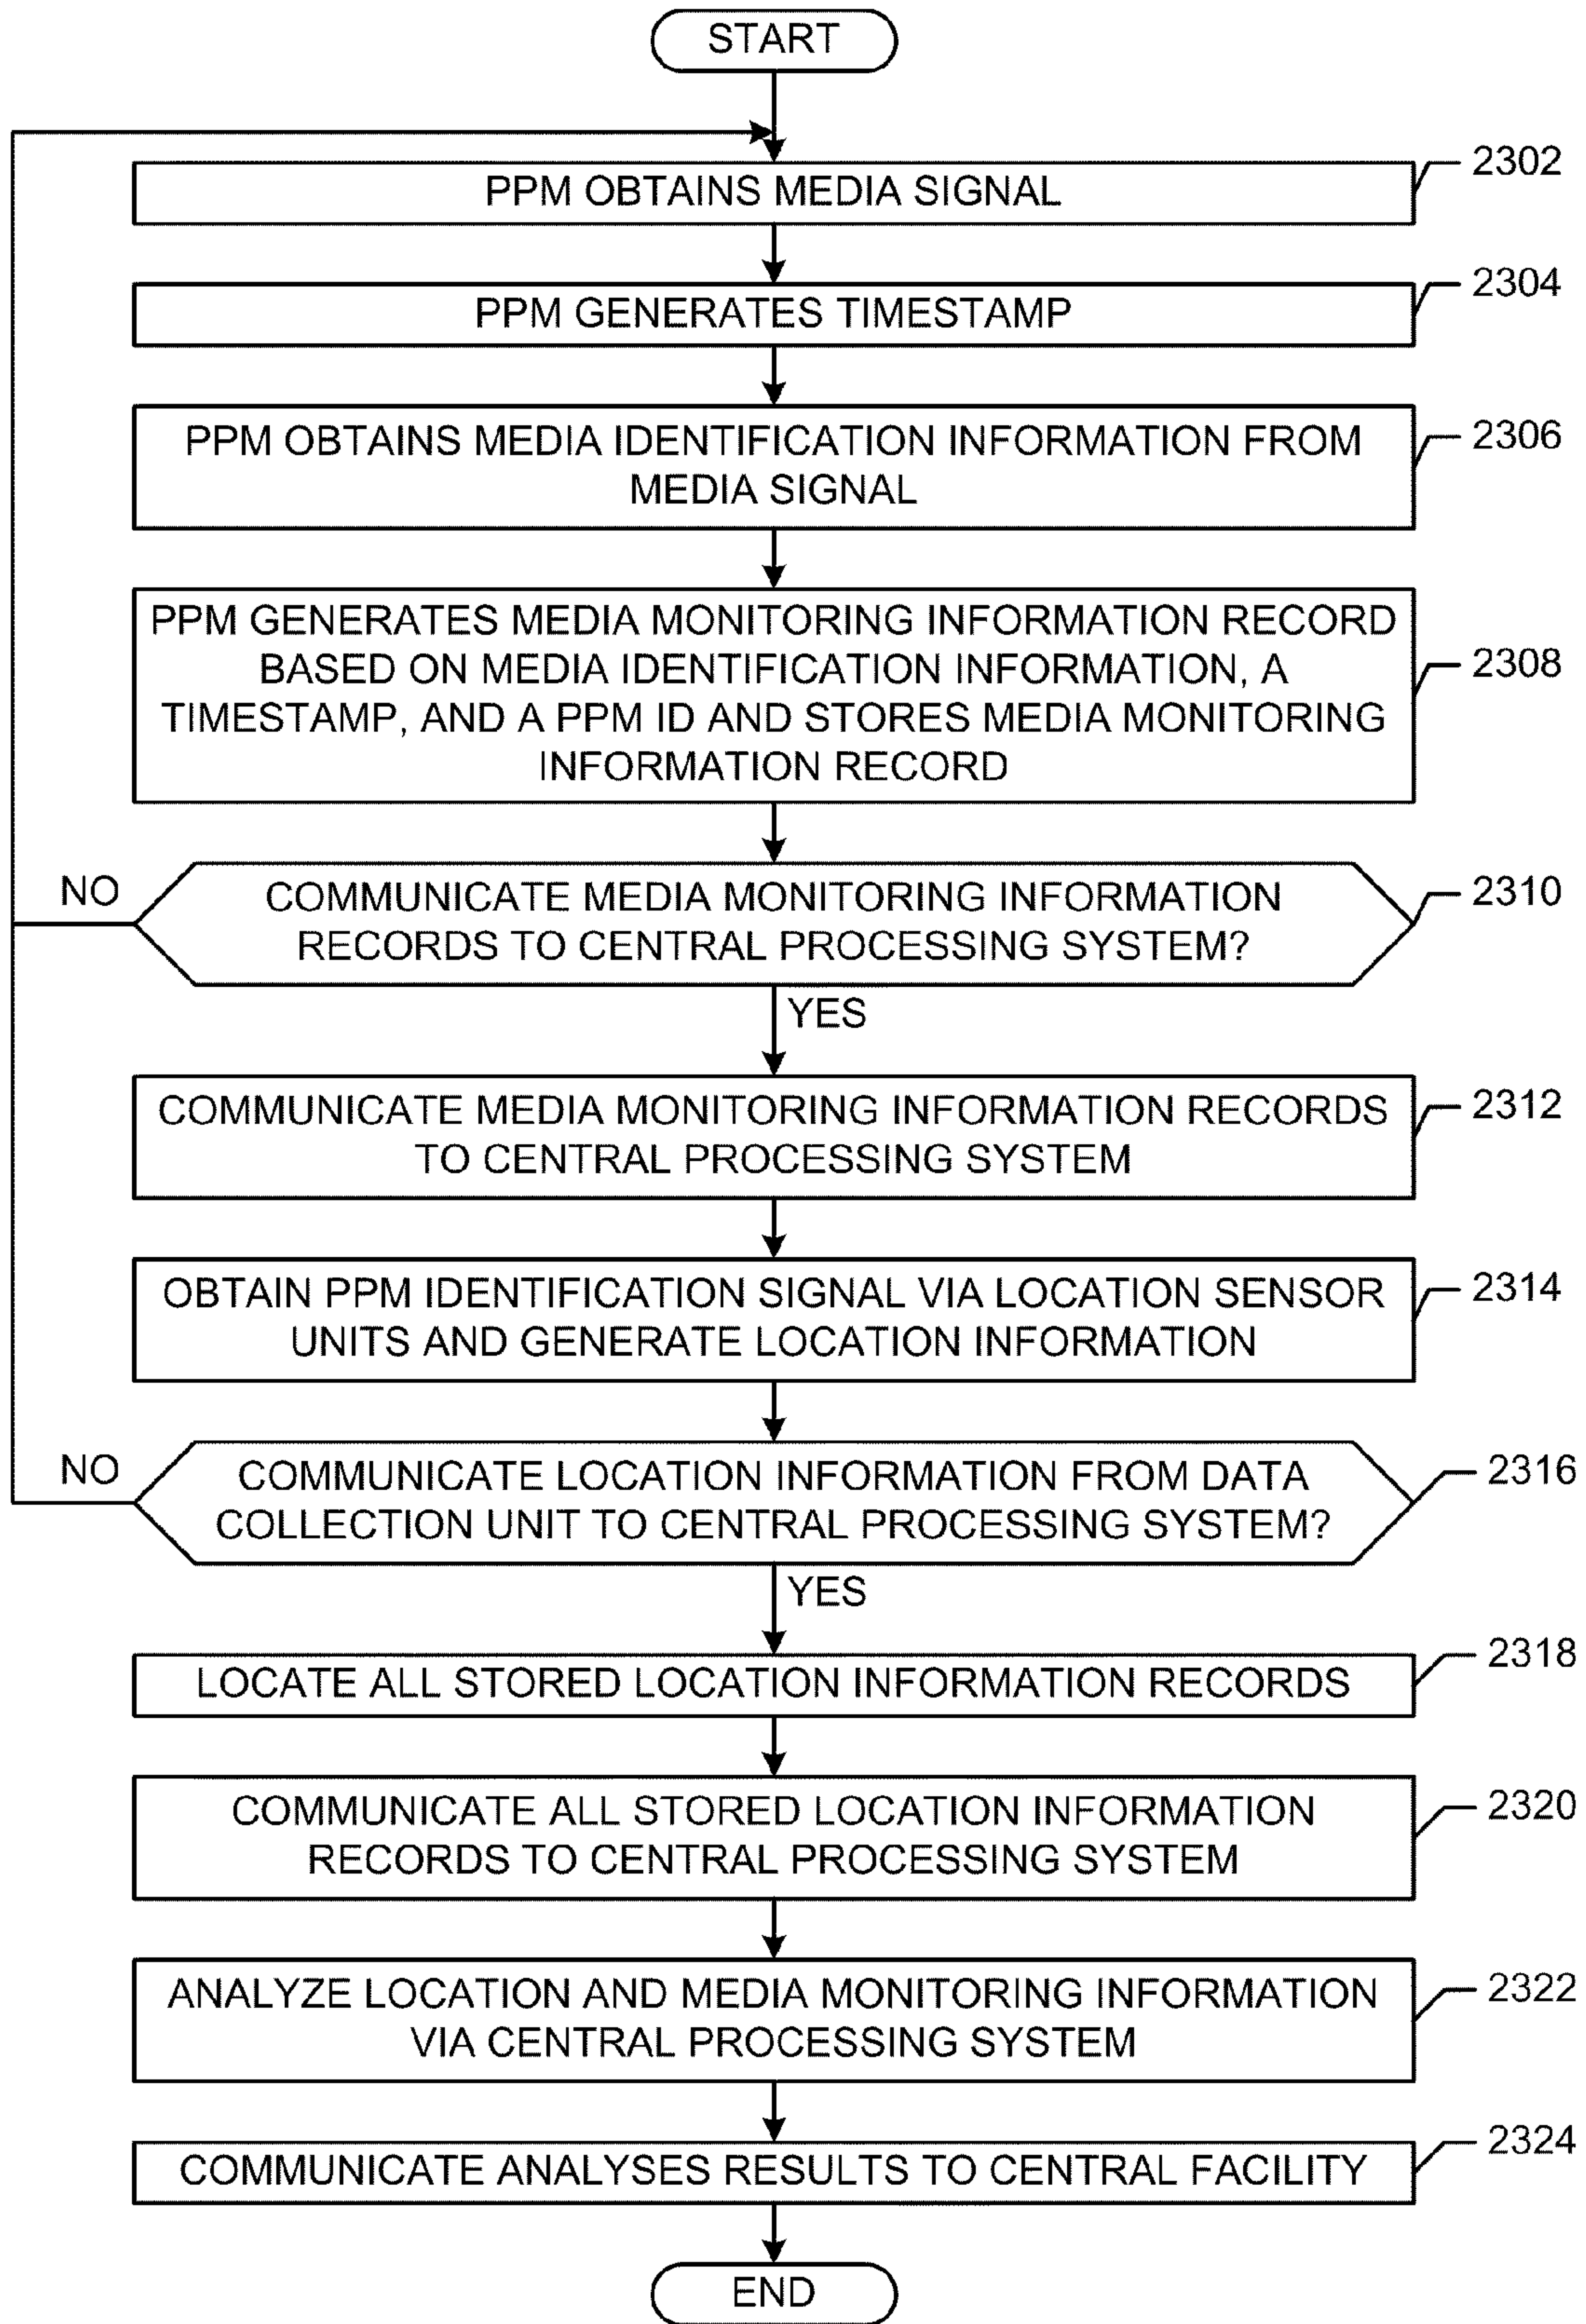 START
PPM OBTAINS MEDIA SIGNAL
2302
PPM GENERATES TIMESTAMP
2304
PPM OBTAINS MEDIA IDENTIFICATION INFORMATION FROM
MEDIA SIGNAL
2306
PPM GENERATES MEDIA MONITORING INFORMATION RECORD
BASED ON MEDIA IDENTIFICATION INFORMATION, A
TIMESTAMP, AND A PPM ID AND STORES MEDIA MONITORING
INFORMATION RECORD
2308
NO
COMMUNICATE MEDIA MONITORING INFORMATION
RECORDS TO CENTRAL PROCESSING SYSTEM?
2310
YES
COMMUNICATE MEDIA MONITORING INFORMATION RECORDS
TO CENTRAL PROCESSING SYSTEM
2312
OBTAIN PPM IDENTIFICATION SIGNAL VIA LOCATION SENSOR
UNITS AND GENERATE LOCATION INFORMATION
2314
NO
COMMUNICATE LOCATION INFORMATION FROM DATA
COLLECTION UNIT TO CENTRAL PROCESSING SYSTEM?
2316
YES
LOCATE ALL STORED LOCATION INFORMATION RECORDS
2318
COMMUNICATE ALL STORED LOCATION INFORMATION
RECORDS TO CENTRAL PROCESSING SYSTEM
2320
ANALYZE LOCATION AND MEDIA MONITORING INFORMATION
VIA CENTRAL PROCESSING SYSTEM
2322
COMMUNICATE ANALYSES RESULTS TO CENTRAL FACILITY
2324
END